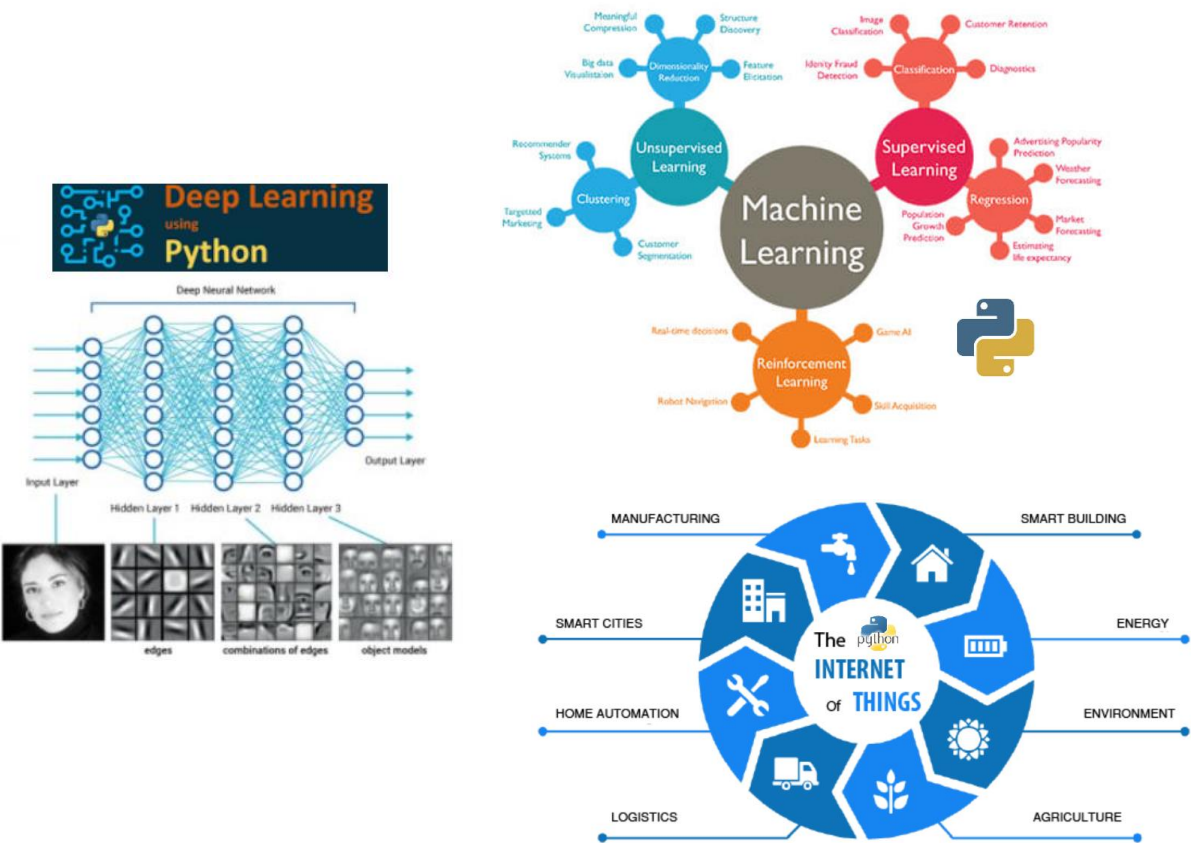 Deep Learning
using
Python
Deep Neural Network
Input Layer
Output Layer
Hidden Layer 1
Hidden Layer 2
Hidden Layer 3
edges
combinations of edges
object models
Meaningful
Compression
Structure
Discovery
Big data
Visualistaion
Dimensionality
Reduction
Feature
Elicitation
Unsupervised
Learning
Recommender
Systems
Clustering
Targetted
Marketing
Customer
Segmentation
Machine
Learning
Image
Classification
Customer Retention
Idenity Fraud
Detection
Classification
Diagnostics
Supervised
Learning
Advertising Popularity
Prediction
Weather
Forecasting
Regression
Population
Growth
Prediction
Market
Forecasting
Estimating
life expectancy
Real-time decisions
Game AI
Reinforcement
Learning
Robot Navigation
Skill Acquisition
Learning Tasks
MANUFACTURING
SMART BUILDING
SMART CITIES
ENERGY
HOME AUTOMATION
ENVIRONMENT
LOGISTICS
AGRICULTURE
The python
INTERNET
Of THINGS